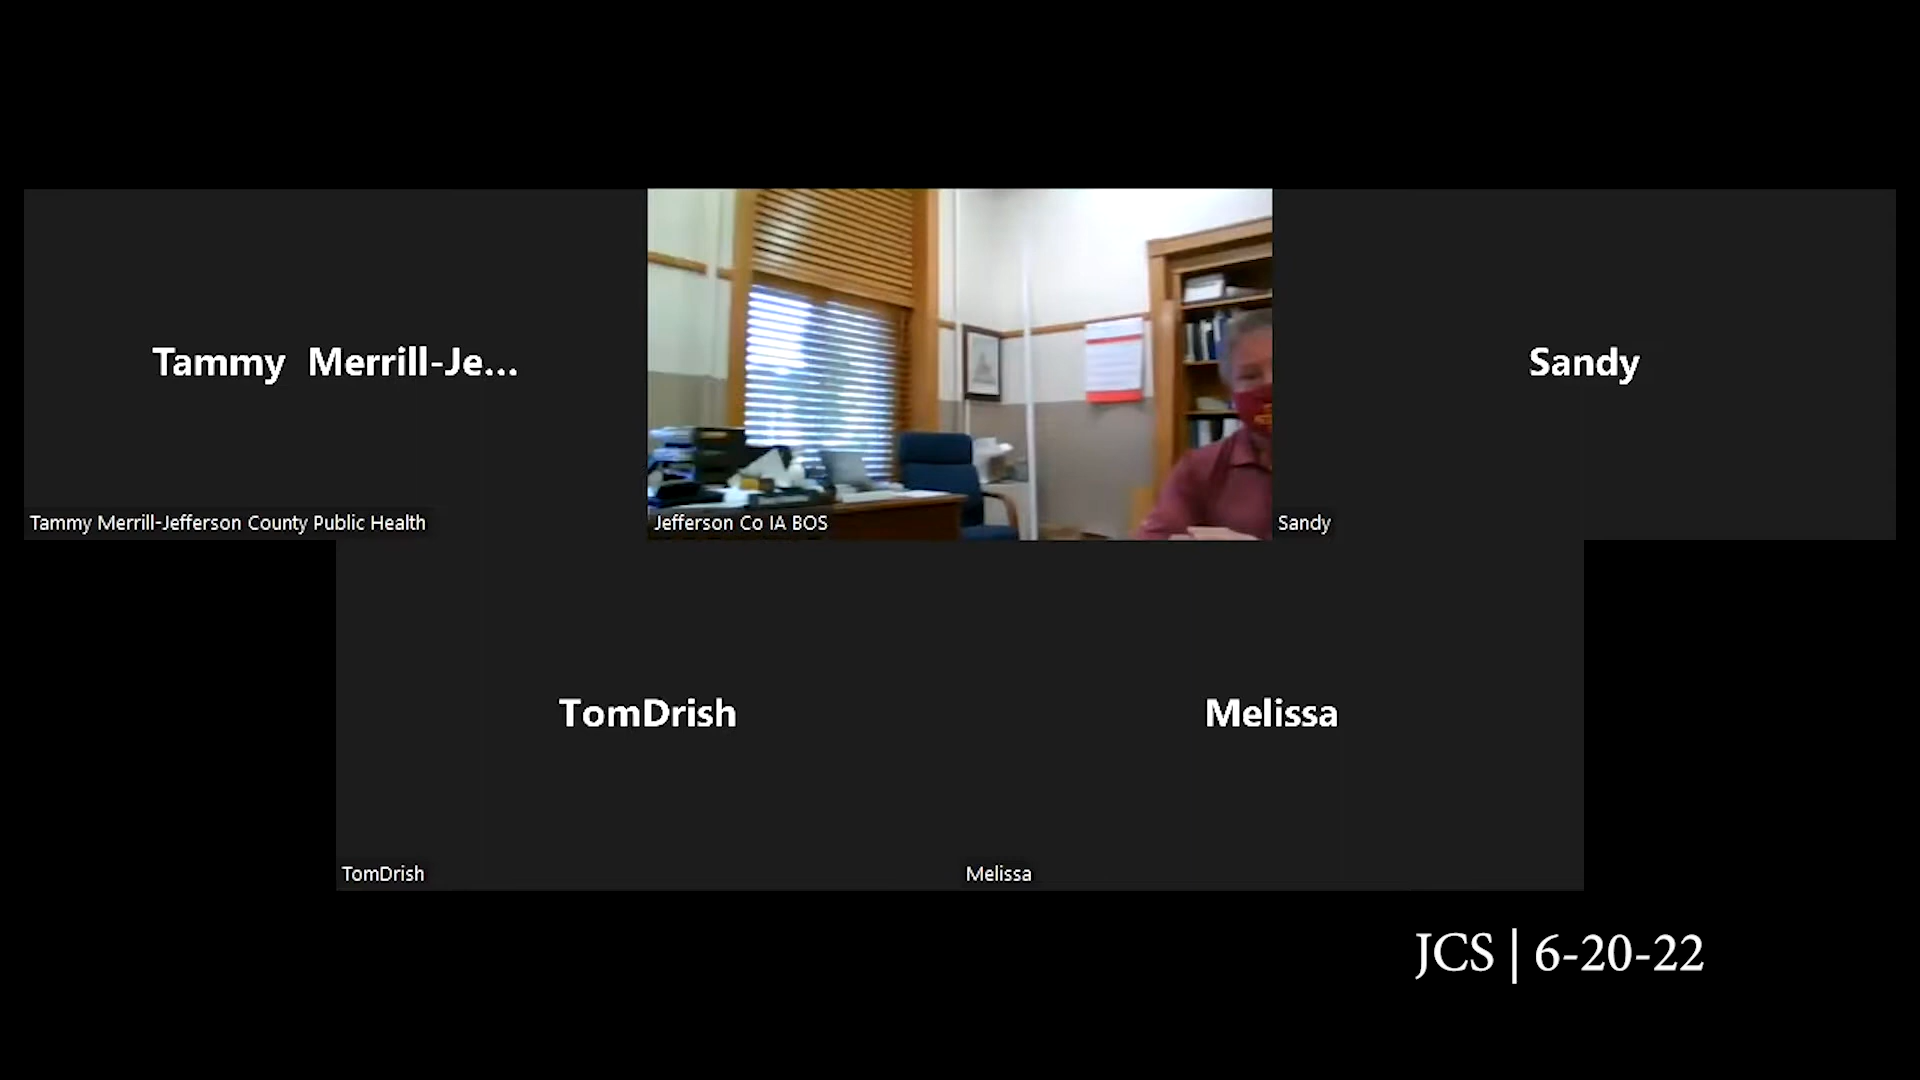 Tammy  Merrill-Je...
Sandy
Tammy Merrill-Jefferson County Public Health
Jefferson Co IA BOS
Sandy
TomDrish
Melissa
TomDrish
Melissa
JCS | 6-20-22